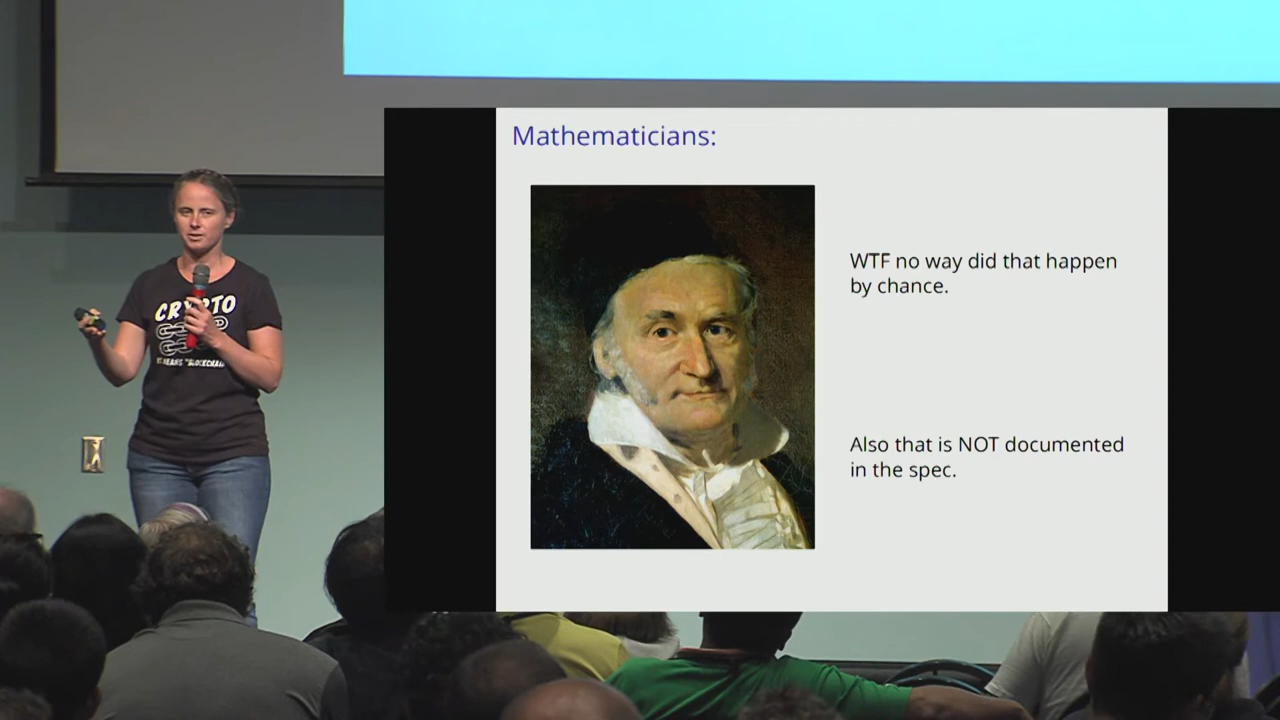 Mathematicians:
WTF no way did that happen
by chance.
Also that is NOT documented
in the spec.
CRYPTO